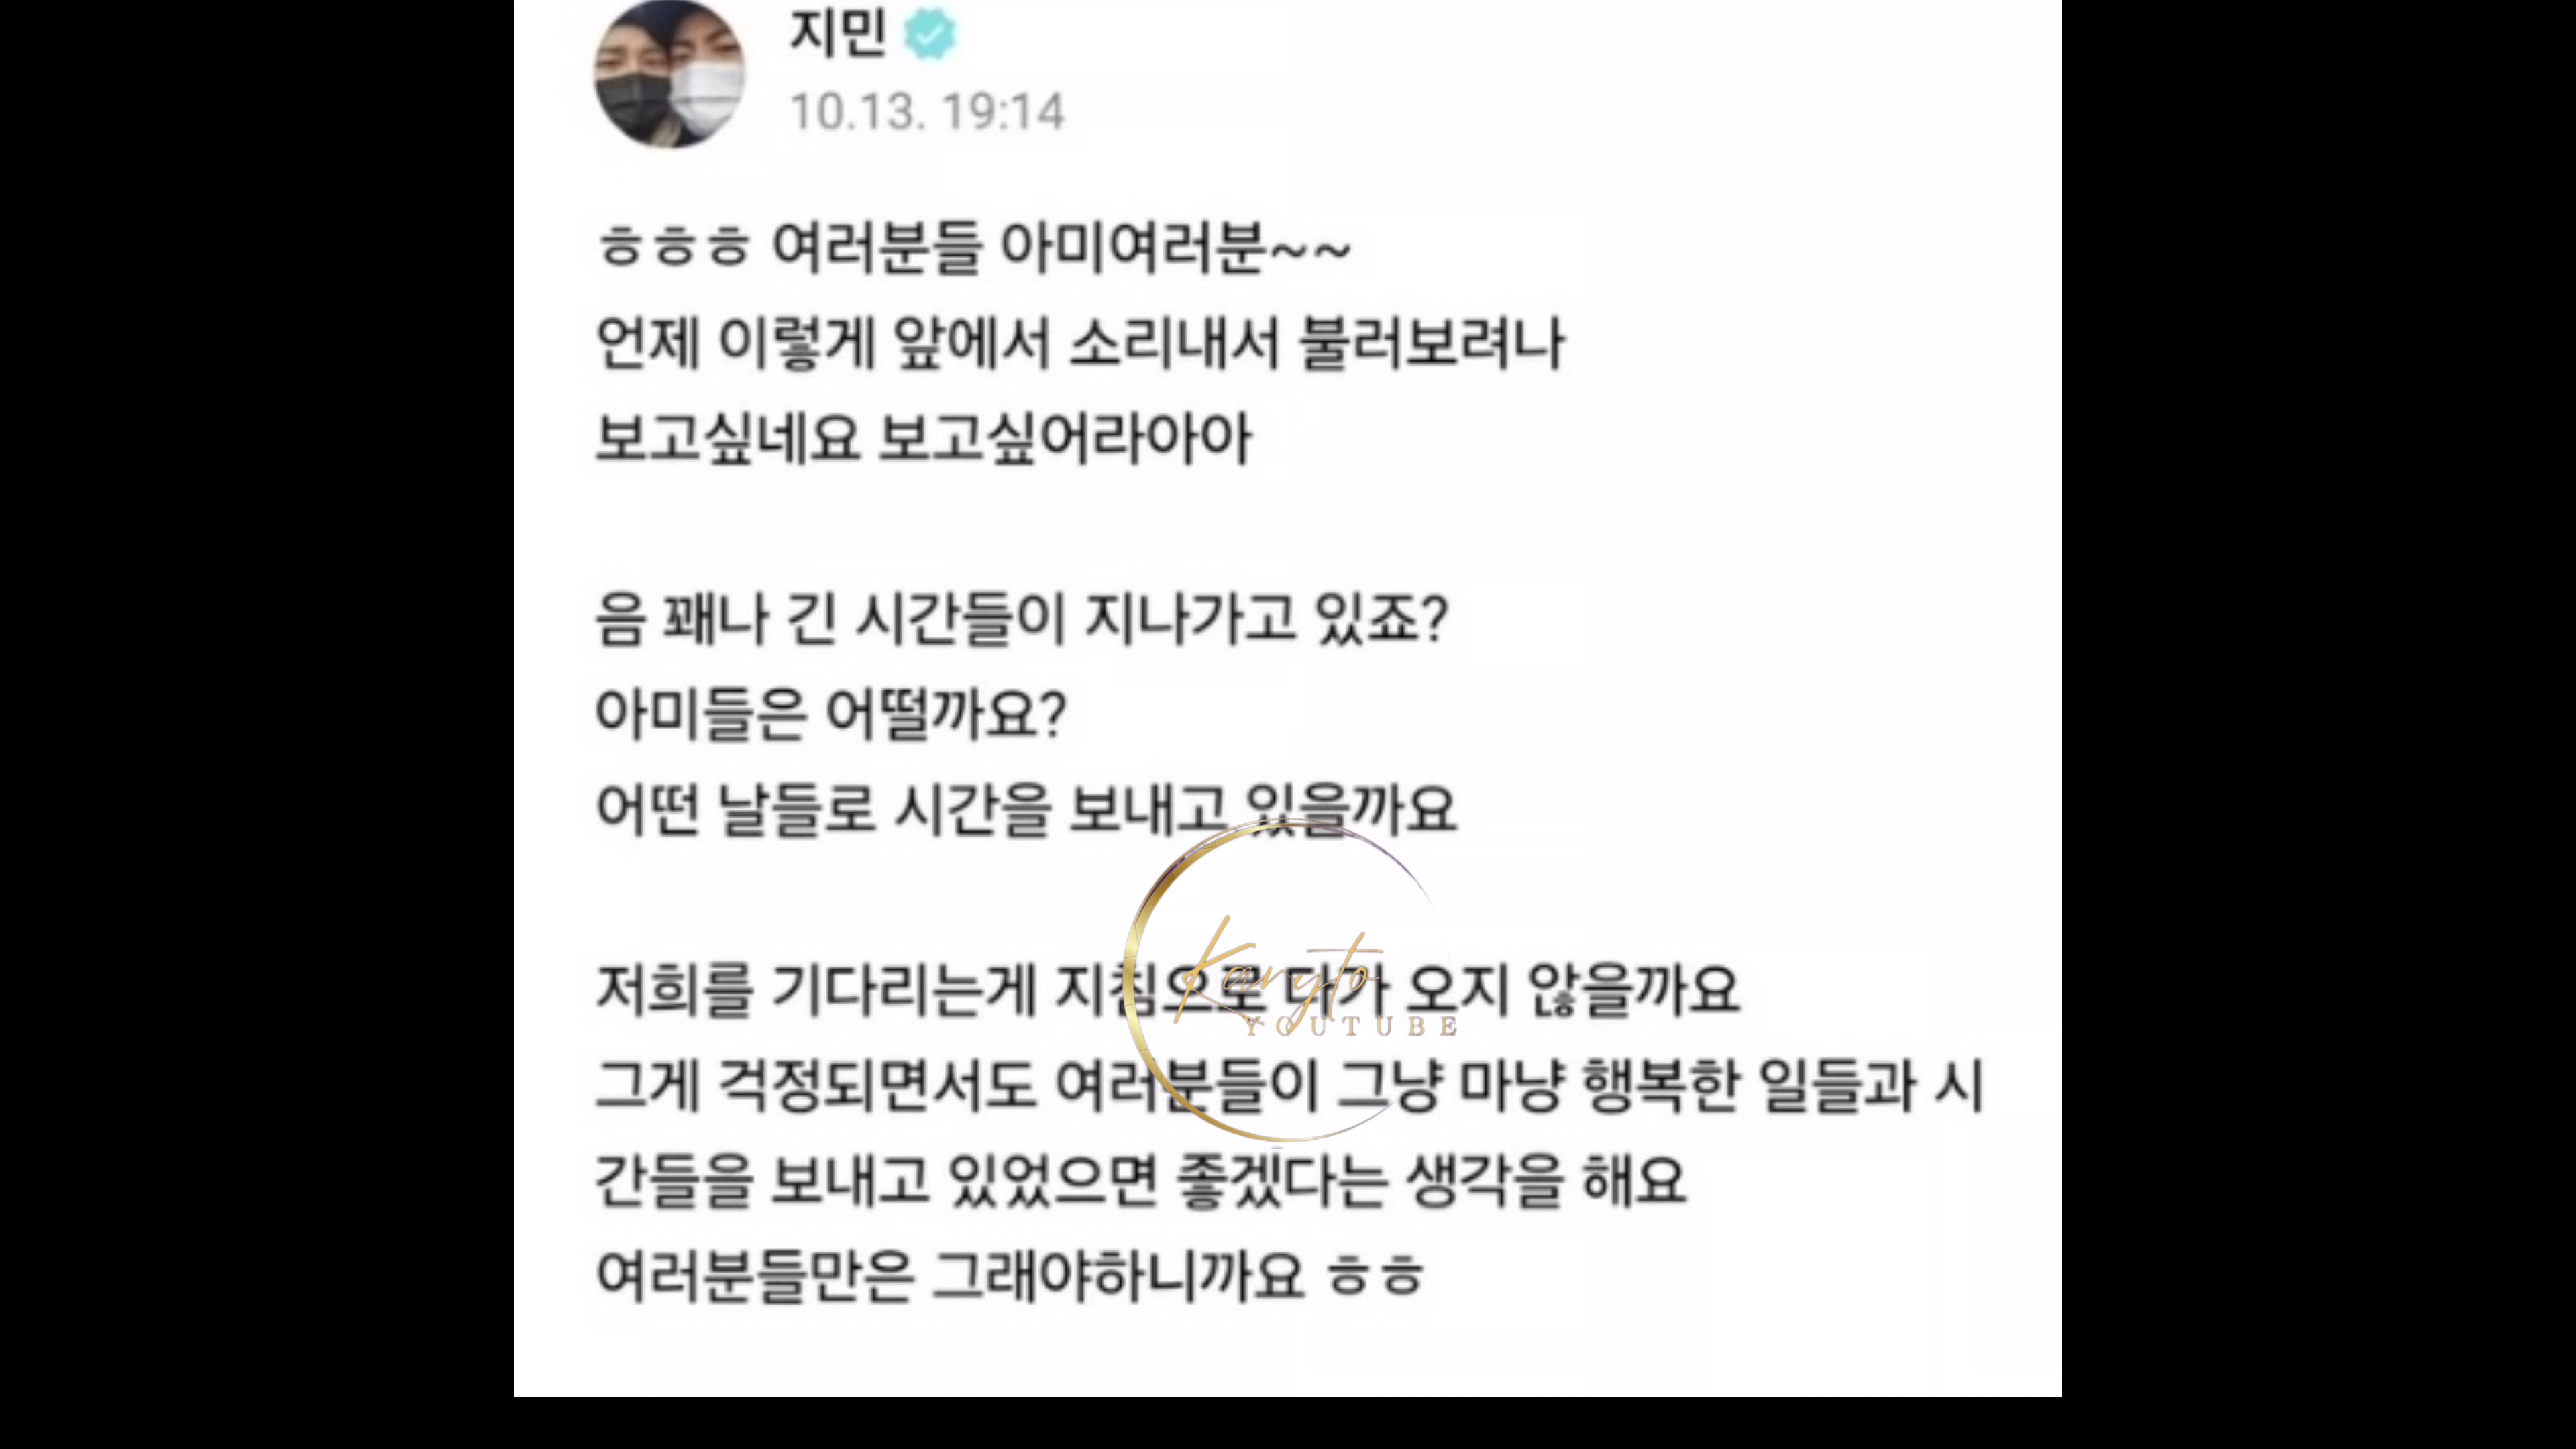 지민
10.13. 19:14
ㅎㅎㅎ 여러분들 아미여러분~~
언제 이렇게 앞에서 소리내서 불러보려나
보고싶네요 보고싶어라아아
음 꽤나 긴 시간들이 지나가고 있죠?
아미들은 어떨까요?
어떤 날들로 시간을 보내고 있을까요
저희를 기다리는게 지침으로 다가 오지 않을까요
그게 걱정되면서도 여러분들이 그냥 마냥 행복한 일들과 시
간들을 보내고 있었으면 좋겠다는 생각을 해요
여러분들만은 그래야하니까요 ㅎㅎ
Karyto
YOUTUBE